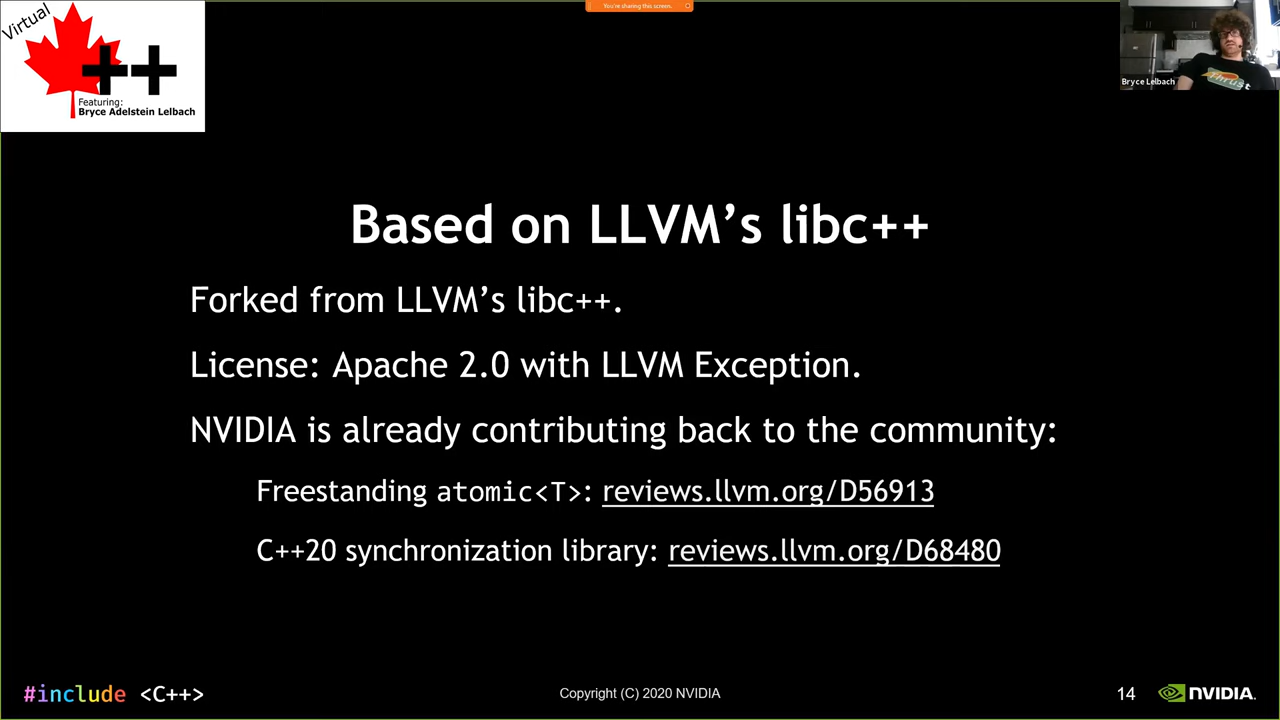 You're sharing this screen.
Virtual
++
Featuring:
Bryce Adelstein Lelbach
Thrust
Bryce Lelbach
Based on LLVM’s libc++
Forked from LLVM’s libc++.
License: Apache 2.0 with LLVM Exception.
NVIDIA is already contributing back to the community:
Freestanding atomic<T>: reviews.llvm.org/D56913
C++20 synchronization library: reviews.llvm.org/D68480
#include <C++>
Copyright (C) 2020 NVIDIA
14
NVIDIA.